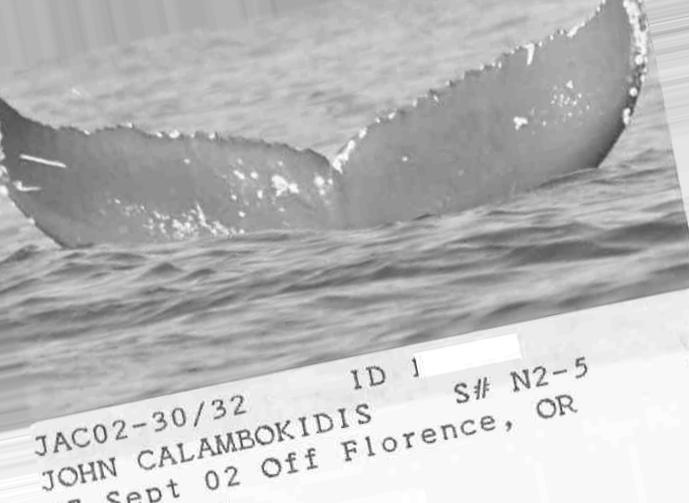 JAC02-30/32 ID 1
JOHN CALAMBOKIDIS S# N2-5
Sept 02 Off Florence, OR